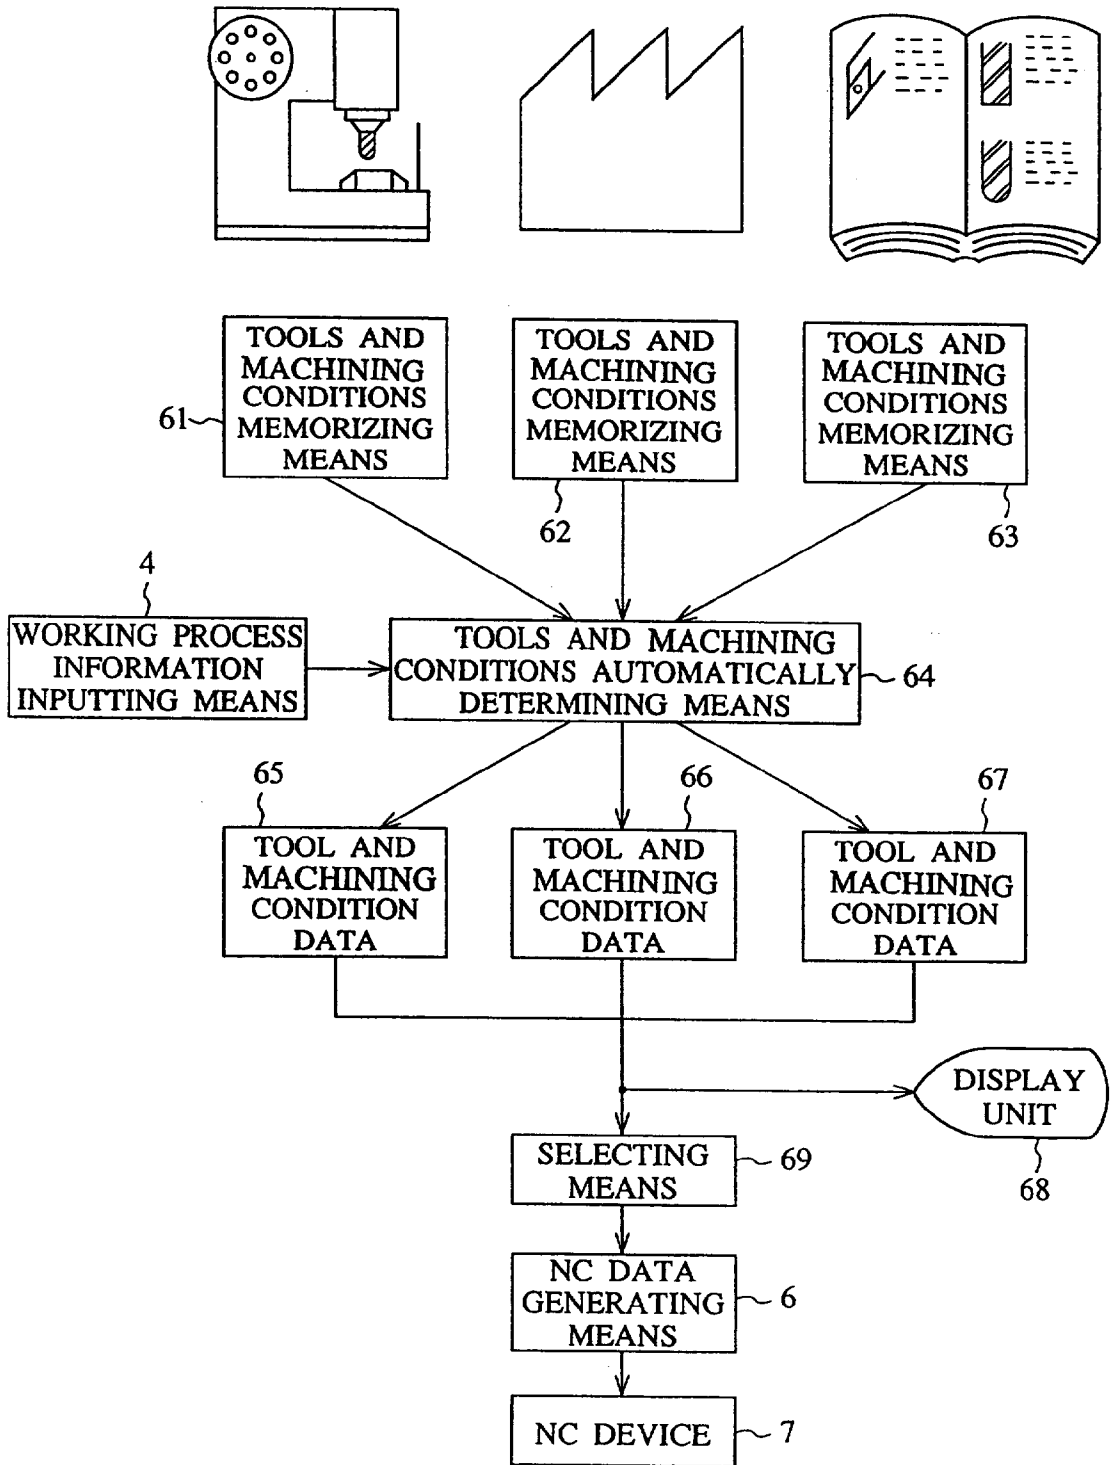 TOOLS AND
MACHINING
CONDITIONS
MEMORIZING
MEANS
61
TOOLS AND
MACHINING
CONDITIONS
MEMORIZING
MEANS
62
TOOLS AND
MACHINING
CONDITIONS
MEMORIZING
MEANS
63
4
WORKING PROCESS
INFORMATION
INPUTTING MEANS
TOOLS AND MACHINING
CONDITIONS AUTOMATICALLY
DETERMINING MEANS
64
65
TOOL AND
MACHINING
CONDITION
DATA
66
TOOL AND
MACHINING
CONDITION
DATA
67
TOOL AND
MACHINING
CONDITION
DATA
DISPLAY
UNIT
68
SELECTING
MEANS
69
NC DATA
GENERATING
MEANS
6
NC DEVICE
7